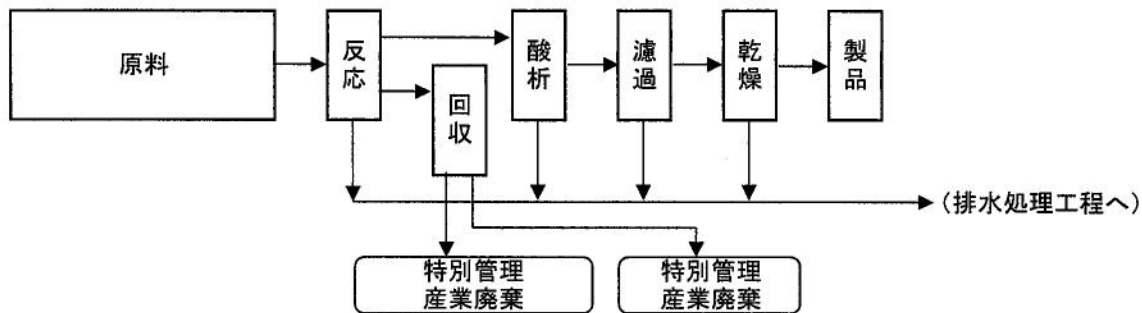 原料
反応
回収
酸析
濾過
乾燥
製品
（排水処理工程へ）
特別管理
産業廃棄
特別管理
産業廃棄